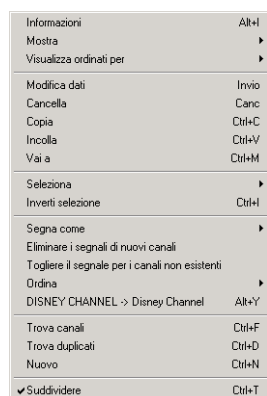 Informazioni Alt+I
Mostra
Visualizza ordinati per
Modifica dati Invio
Cancella Canc
Copia Ctrl+C
Incolla Ctrl+V
Vai a Ctrl+M
Seleziona
Inverti selezione Ctrl+I
Segna come
Eliminare i segnali di nuovi canali
Togliere il segnale per i canali non esistenti
Ordina
DISNEY CHANNEL -> Disney Channel Alt+Y
Trova canali Ctrl+F
Trova duplicati Ctrl+D
Nuovo Ctrl+N
Suddividere Ctrl+T